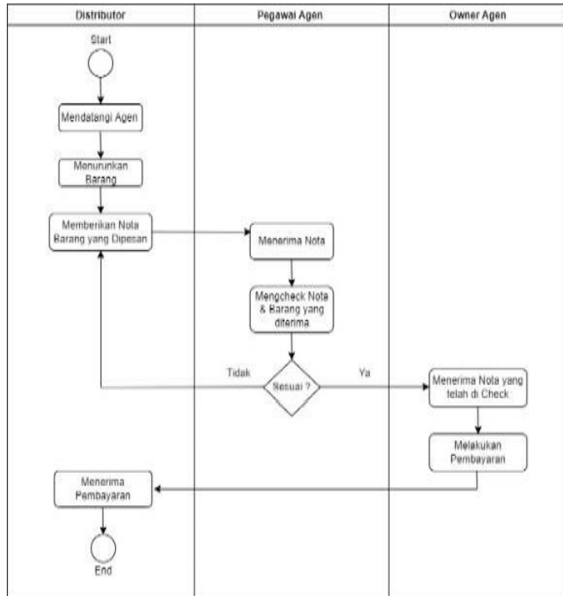 Distributor
Pegawai Agen
Owner Agen
Start
Mendatangi Agen
Menurunkan
Barang
Memberikan Nota
Barang yang Dipesan
Menerima Nota
Mengcheck Nota
& Barang yang
diterima
Tidak
Sesuai ?
Ya
Menerima Nota yang
telah di Check
Melakukan
Pembayaran
Menerima
Pembayaran
End